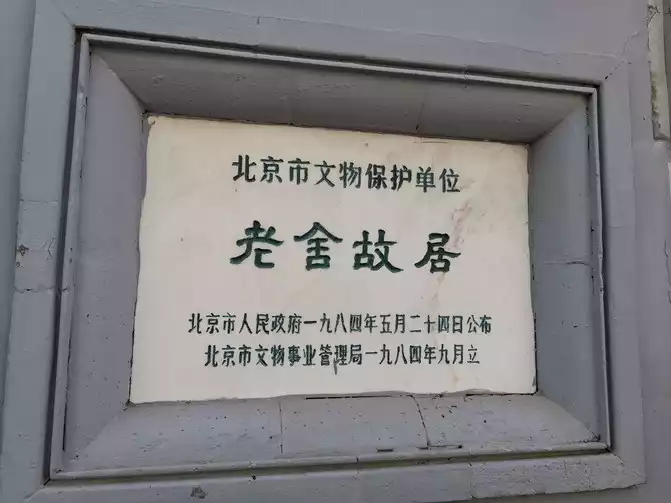 北京市文物保护单位
老舍故居
北京市人民政府一九八四年五月二十四日公布
北京市文物事业管理局一九八四年九月立